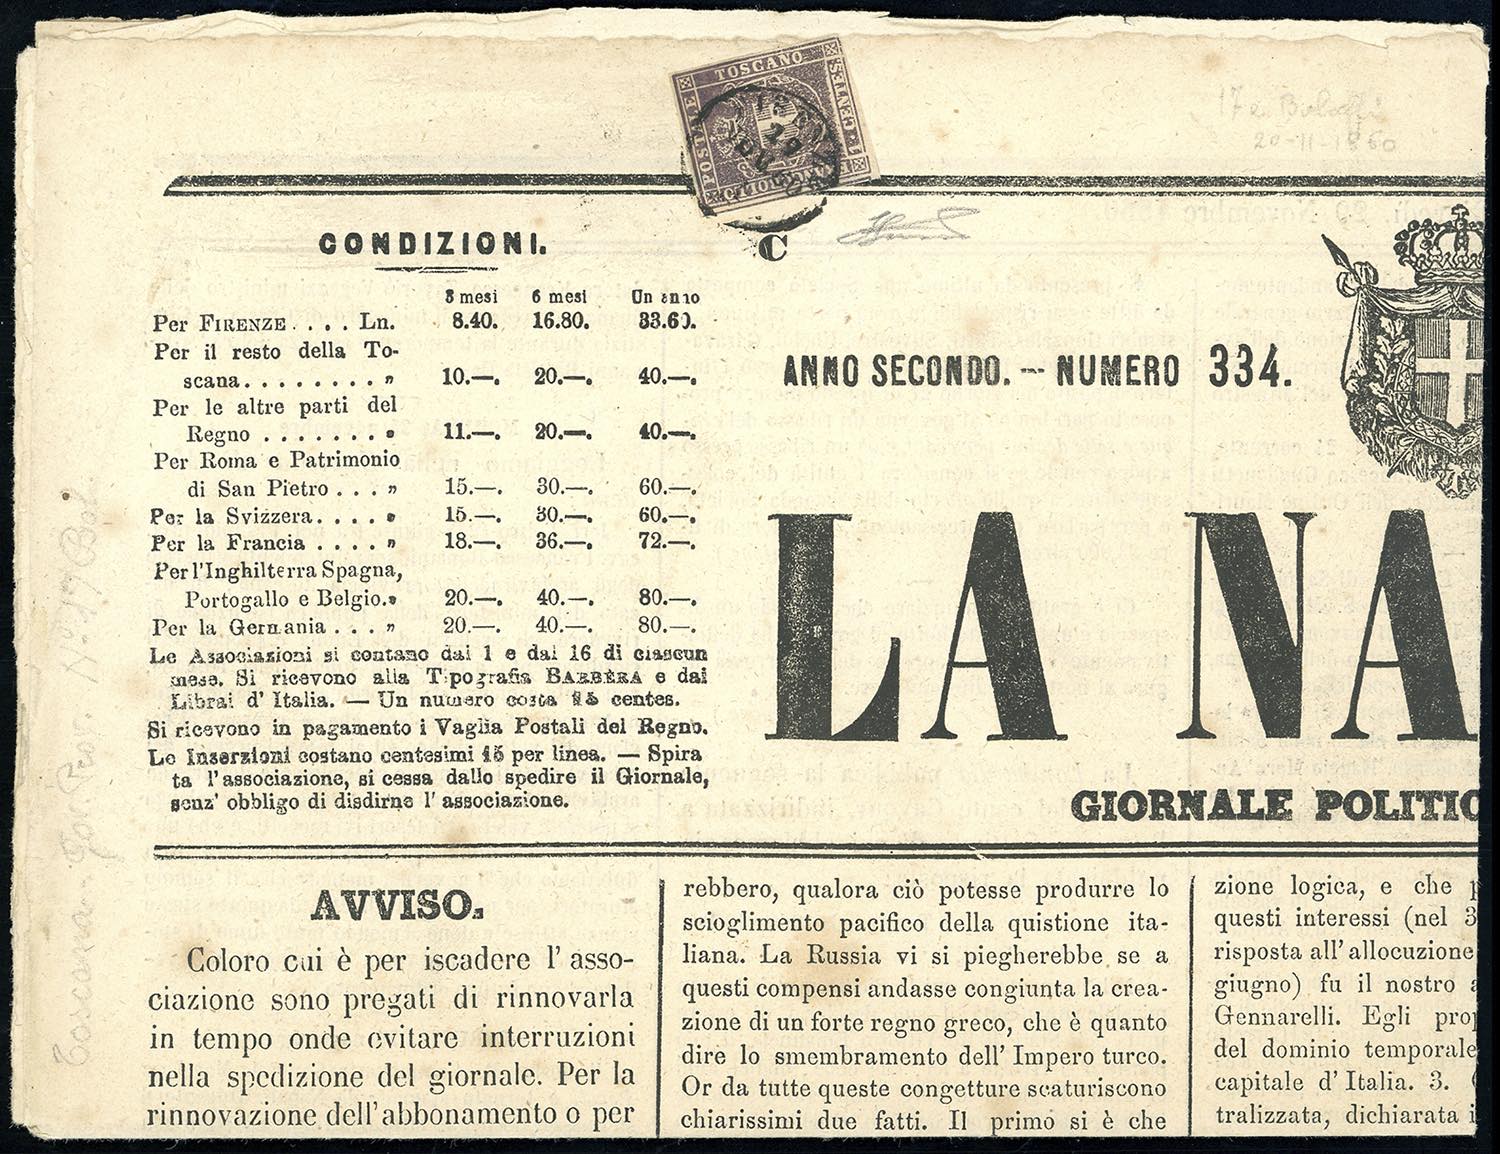 TOSCANO
1 CENTES
FRANCOBOLLO
POSTALE
17 e Bolaffi
20-11-1860
CONDIZIONI.
3 mesi 6 mesi Un anno
Per FIRENZE . . . . Ln. 8.40. 16.80. 33.60.
Per il resto della To-
scana. . . . . . . . „ 10.—. 20.—. 40.—.
Per le altre parti del
Regno . . . . . . . „ 11.—. 20.—. 40.—.
Per Roma e Patrimonio
di San Pietro . . . „ 15.—. 30.—. 60.—.
Per la Svizzera. . . . „ 15.—. 30.—. 60.—.
Per la Francia . . . . „ 18.—. 36.—. 72.—.
Per l'Inghilterra Spagna,
Portogallo e Belgio.„ 20.—. 40.—. 80.—.
Per la Germania . . . „ 20.—. 40.—. 80.—.
Le Associazioni si contano dal 1 e dal 16 di ciascun
mese. Si ricevono alla Tipografia BARBÈRA e dai
Librai d' Italia. — Un numero costa 15 centes.
Si ricevono in pagamento i Vaglia Postali del Regno.
Le Inserzioni costano centesimi 15 per linea. — Spira
ta l'associazione, si cessa dallo spedire il Giornale,
senz' obbligo di disdirne l' associazione.
C
ANNO SECONDO. — NUMERO 334.
LA NA
GIORNALE POLITIC
AVVISO.
Coloro cui è per iscadere l' asso-
ciazione sono pregati di rinnovarla
in tempo onde evitare interruzioni
nella spedizione del giornale. Per la
rinnovazione dell'abbonamento o per
rebbero, qualora ciò potesse produrre lo
scioglimento pacifico della quistione ita-
liana. La Russia vi si piegherebbe se a
questi compensi andasse congiunta la crea-
zione di un forte regno greco, che è quanto
dire lo smembramento dell' Impero turco.
Or da tutte queste congetture scaturiscono
chiarissimi due fatti. Il primo si è che
zione logica, e che
questi interessi (nel 3
risposta all' allocuzione
giugno) fu il nostro
Gennarelli. Egli pro
del dominio temporale
capitale d' Italia. 3.
tralizzata, dichiarata